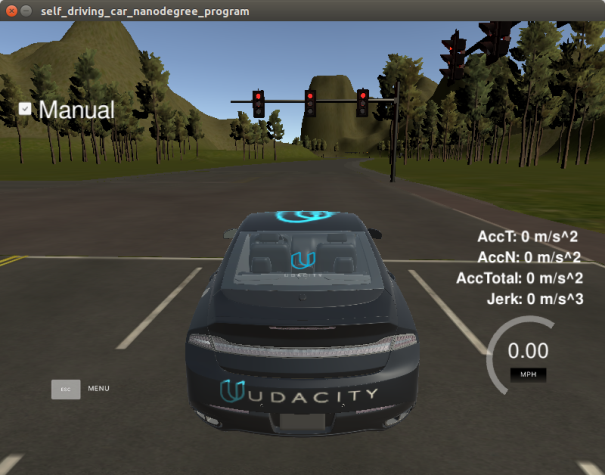 self_driving_car_nanodegree_program
Manual
AccT: 0 m/s^2
AccN: 0 m/s^2
AccTotal: 0 m/s^2
Jerk: 0 m/s^3
0.00
MPH
ESC
MENU
UDACITY